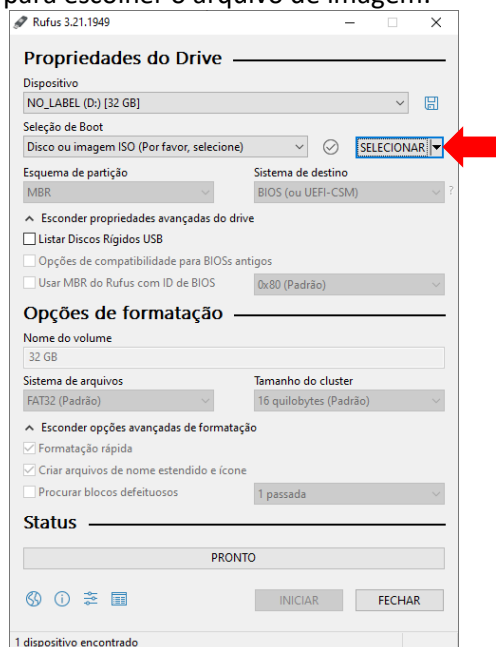 para escolher o arquivo de imagem.
Rufus 3.21.1949
Propriedades do Drive
Dispositivo
NO_LABEL (D:) [32 GB]
Seleção de Boot
Disco ou imagem ISO (Por favor, selecione) SELECIONAR
Esquema de partição Sistema de destino
MBR BIOS (ou UEFI-CSM) ?
Esconder propriedades avançadas do drive
Listar Discos Rígidos USB
Opções de compatibilidade para BIOSs antigos
Usar MBR do Rufus com ID de BIOS 0x80 (Padrão)
Opções de formatação
Nome do volume
32 GB
Sistema de arquivos Tamanho do cluster
FAT32 (Padrão) 16 quilobytes (Padrão)
Esconder opções avançadas de formatação
Formatação rápida
Criar arquivos de nome estendido e ícone
Procurar blocos defeituosos 1 passada
Status
PRONTO
INICIAR FECHAR
1 dispositivo encontrado